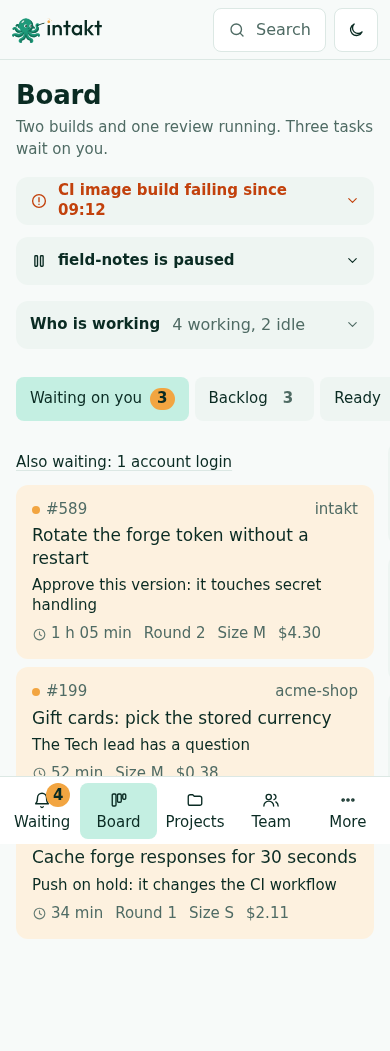 intakt
Search
Board
Two builds and one review running. Three tasks
wait on you.
CI image build failing since
09:12
field-notes is paused
Who is working 4 working, 2 idle
Waiting on you 3 Backlog 3 Ready
Also waiting: 1 account login
#589 intakt
Rotate the forge token without a
restart
Approve this version: it touches secret
handling
1 h 05 min Round 2 Size M $4.30
#199 acme-shop
Gift cards: pick the stored currency
The Tech lead has a question
52 min Size M $0.38
4
Waiting Board Projects Team More
Cache forge responses for 30 seconds
Push on hold: it changes the CI workflow
34 min Round 1 Size S $2.11